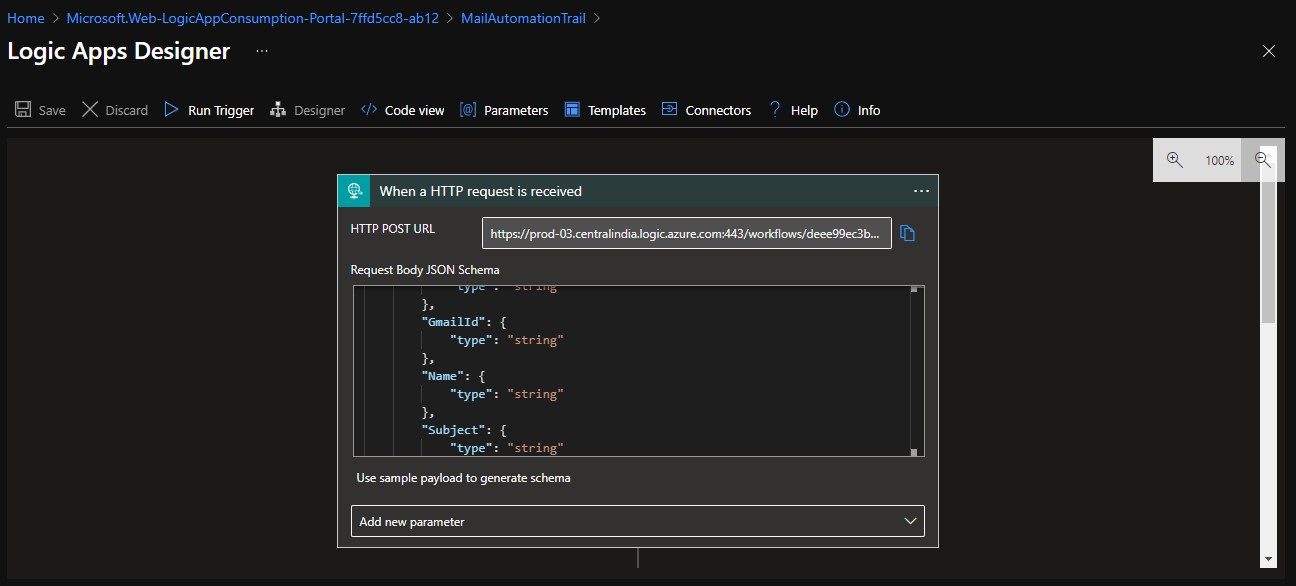 Home > Microsoft.Web-LogicAppConsumption-Portal-7ffd5cc8-ab12 > MailAutomationTrail >
Logic Apps Designer ...
Save Discard Run Trigger Designer Code view Parameters Templates Connectors Help Info
100%
When a HTTP request is received ...
HTTP POST URL https://prod-03.centralindia.logic.azure.com:443/workflows/deee99ec3b...
Request Body JSON Schema
"type": "string"
},
"GmailId": {
"type": "string"
},
"Name": {
"type": "string"
},
"Subject": {
"type": "string"
Use sample payload to generate schema
Add new parameter